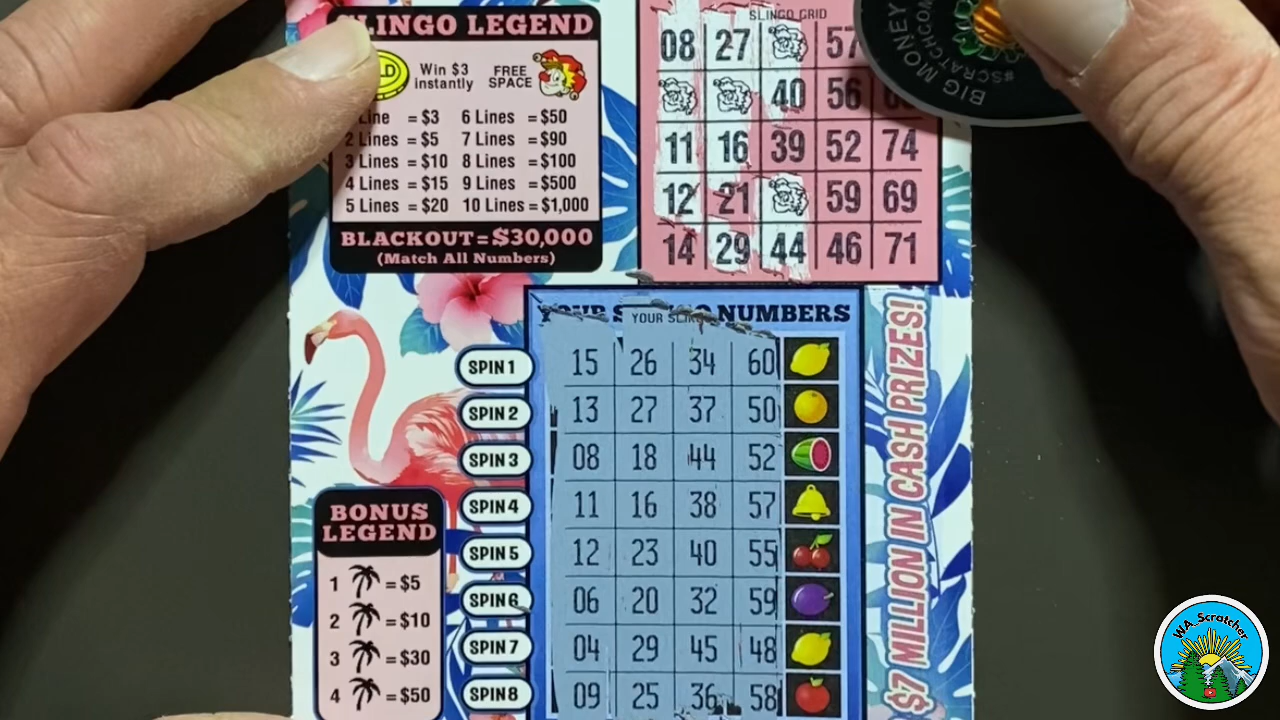 SLINGO LEGEND
Win $3 instantly
FREE SPACE
Line = $3 6 Lines = $50
2 Lines = $5 7 Lines = $90
3 Lines = $10 8 Lines = $100
4 Lines = $15 9 Lines = $500
5 Lines = $20 10 Lines = $1,000
BLACKOUT = $30,000
(Match All Numbers)
SLINGO GRID
08 27 57
40 56
11 16 39 52 74
12 21 59 69
14 29 44 46 71
BIG MONEY
NUMBERS
YOUR
SPIN 1 15 26 34 60
SPIN 2 13 27 37 50
SPIN 3 08 18 44 52
SPIN 4 11 16 38 57
SPIN 5 12 23 40 55
SPIN 6 06 20 32 59
SPIN 7 04 29 45 48
SPIN 8 09 25 36 58
BONUS LEGEND
1 = $5
2 = $10
3 = $30
4 = $50
$7 MILLION IN CASH PRIZES!
WA_Scratcher